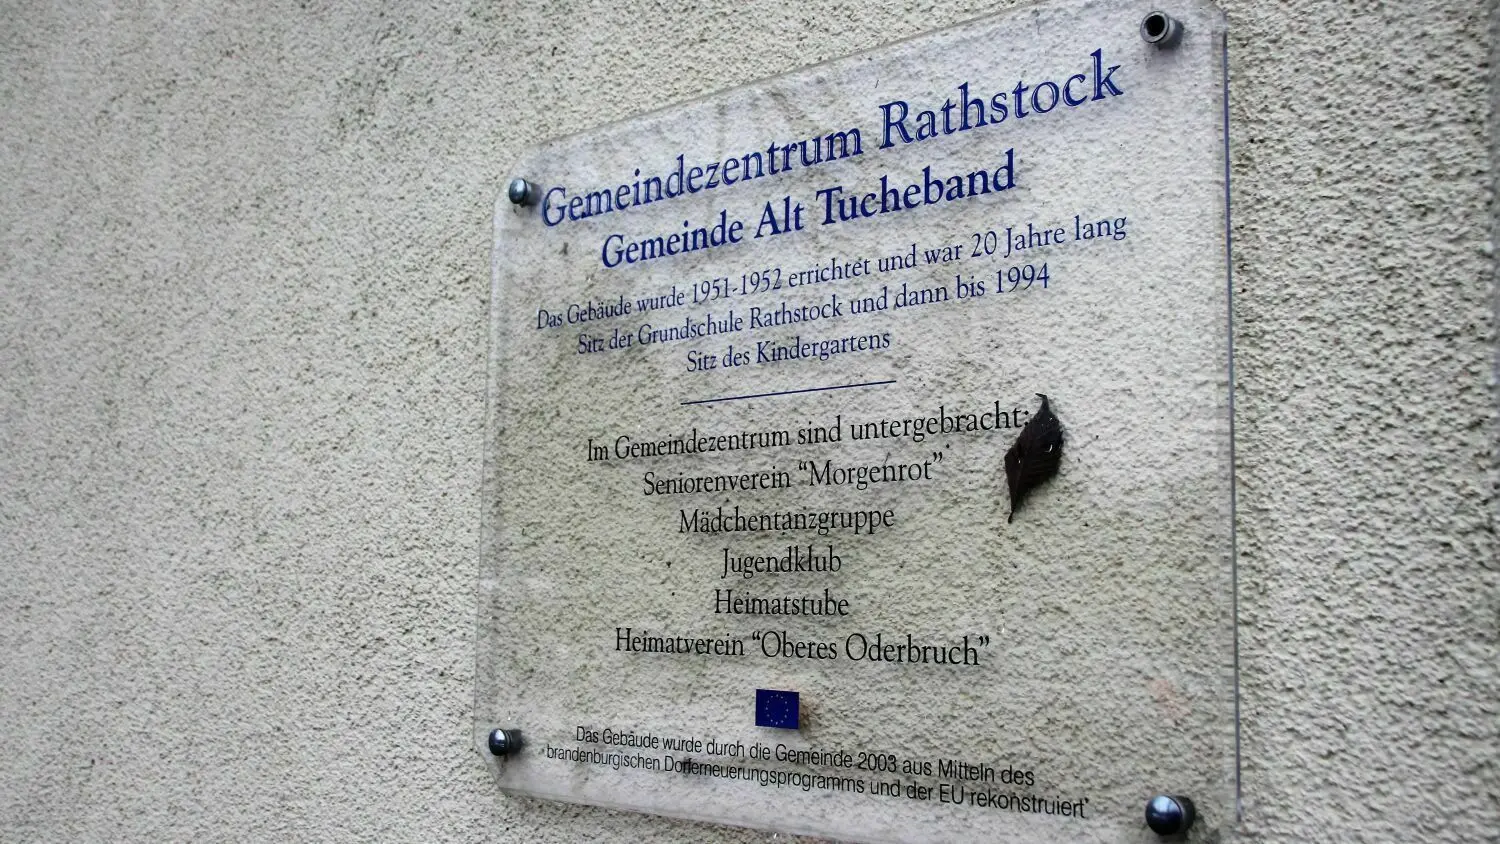 Gemeindezentrum Rathstock
Gemeinde Alt Tucheband
Das Gebäude wurde 1951-1952 errichtet und war 20 Jahre lang
Sitz der Grundschule Rathstock und dann bis 1994
Sitz des Kindergartens
Im Gemeindezentrum sind untergebracht:
Seniorenverein “Morgenrot”
Mädchentanzgruppe
Jugendklub
Heimatstube
Heimatverein “Oberes Oderbruch”
Das Gebäude wurde durch die Gemeinde 2003 aus Mitteln des
brandenburgischen Dorferneuerungsprogramms und der EU rekonstruiert